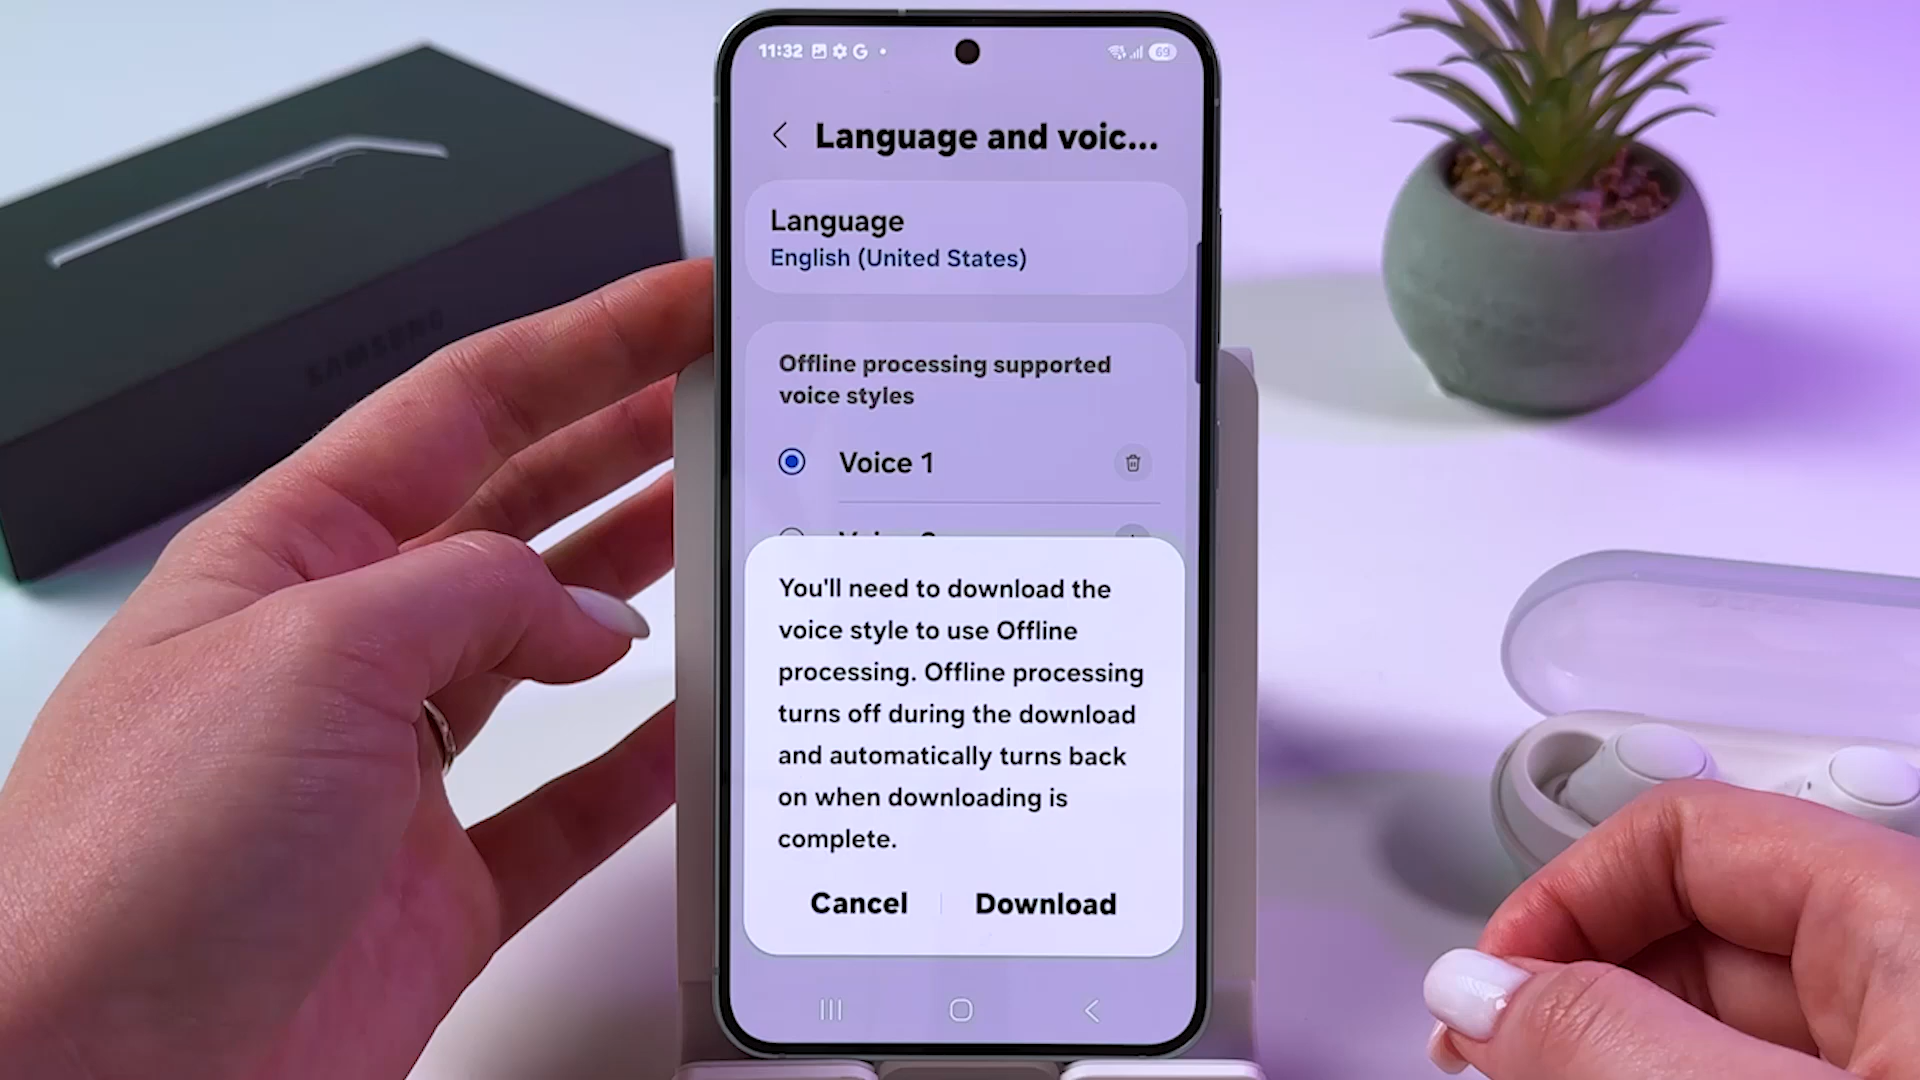 SAMSUNG
11:32
69
Language and voic...
Language
English (United States)
Offline processing supported
voice styles
Voice 1
You'll need to download the
voice style to use Offline
processing. Offline processing
turns off during the download
and automatically turns back
on when downloading is
complete.
Cancel
Download